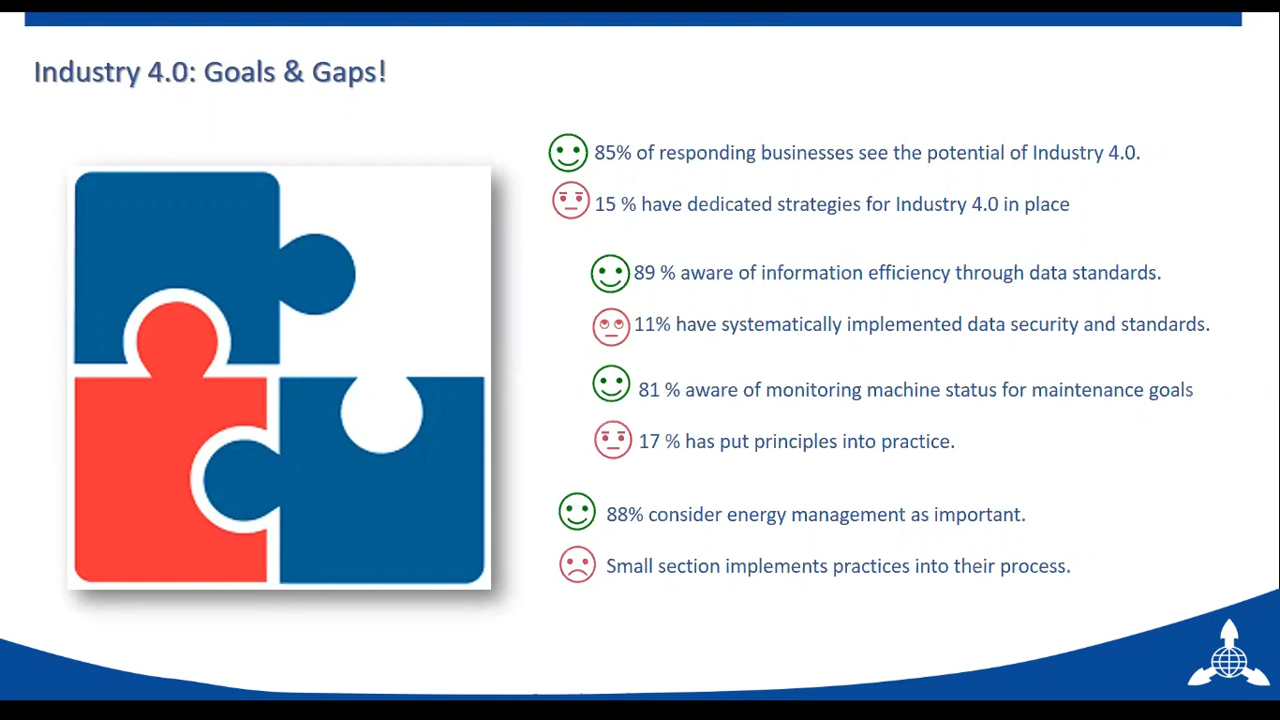 Industry 4.0: Goals & Gaps!
85% of responding businesses see the potential of Industry 4.0.
15 % have dedicated strategies for Industry 4.0 in place
89 % aware of information efficiency through data standards.
11% have systematically implemented data security and standards.
81 % aware of monitoring machine status for maintenance goals
17 % has put principles into practice.
88% consider energy management as important.
Small section implements practices into their process.